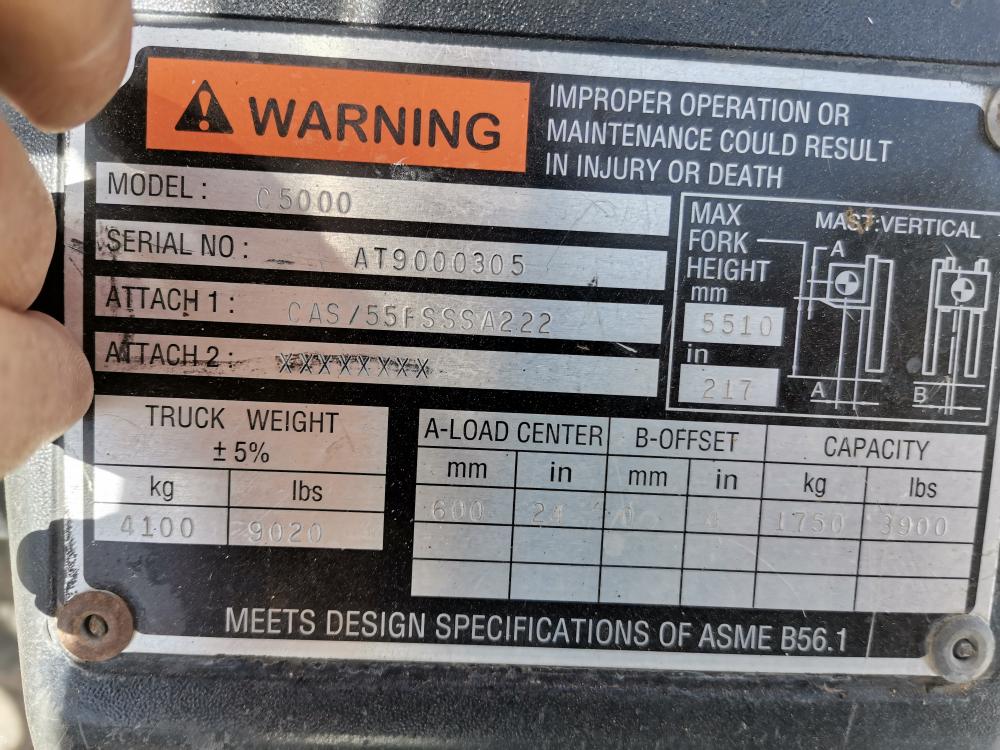 WARNING
IMPROPER OPERATION OR
MAINTENANCE COULD RESULT
IN INJURY OR DEATH
MODEL: C5000
SERIAL NO: AT9000305
ATTACH 1: CAS/55FSSSA222
ATTACH 2: XXXXXXXX
MAX
FORK
HEIGHT
mm
5510
in
217
MAST:VERTICAL
A
A
B
TRUCK WEIGHT
± 5%
kg lbs
4100 9020
A-LOAD CENTER B-OFFSET CAPACITY
mm in mm in kg lbs
600 24 1750 3900
MEETS DESIGN SPECIFICATIONS OF ASME B56.1